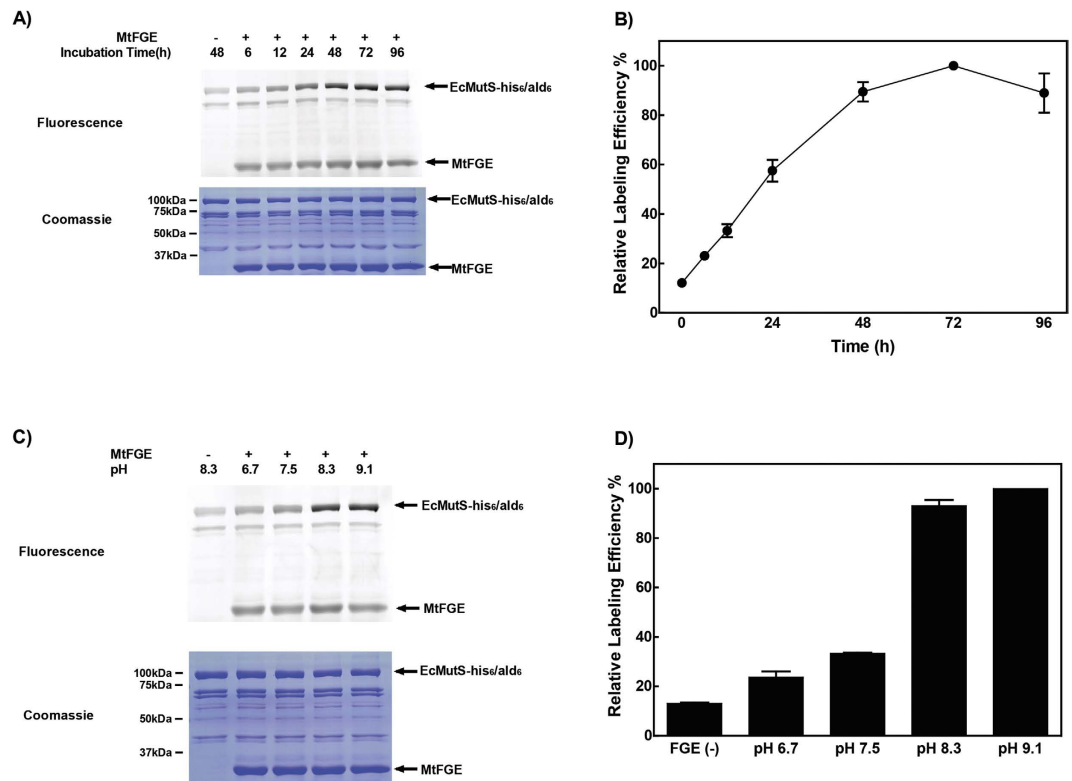 A)
MtFGE - + + + + + +
Incubation Time(h) 48 6 12 24 48 72 96
EcMutS-his₆/ald₆
Fluorescence
MtFGE
100kDa
EcMutS-his₆/ald₆
75kDa
Coomassie
50kDa
37kDa
MtFGE
B)
Relative Labeling Efficiency %
100
80
60
40
20
0
0 24 48 72 96
Time (h)
C)
MtFGE - + + + +
pH 8.3 6.7 7.5 8.3 9.1
EcMutS-his₆/ald₆
Fluorescence
MtFGE
100kDa
EcMutS-his₆/ald₆
75kDa
Coomassie
50kDa
37kDa
MtFGE
D)
Relative Labeling Efficiency %
100
80
60
40
20
0
FGE (-) pH 6.7 pH 7.5 pH 8.3 pH 9.1